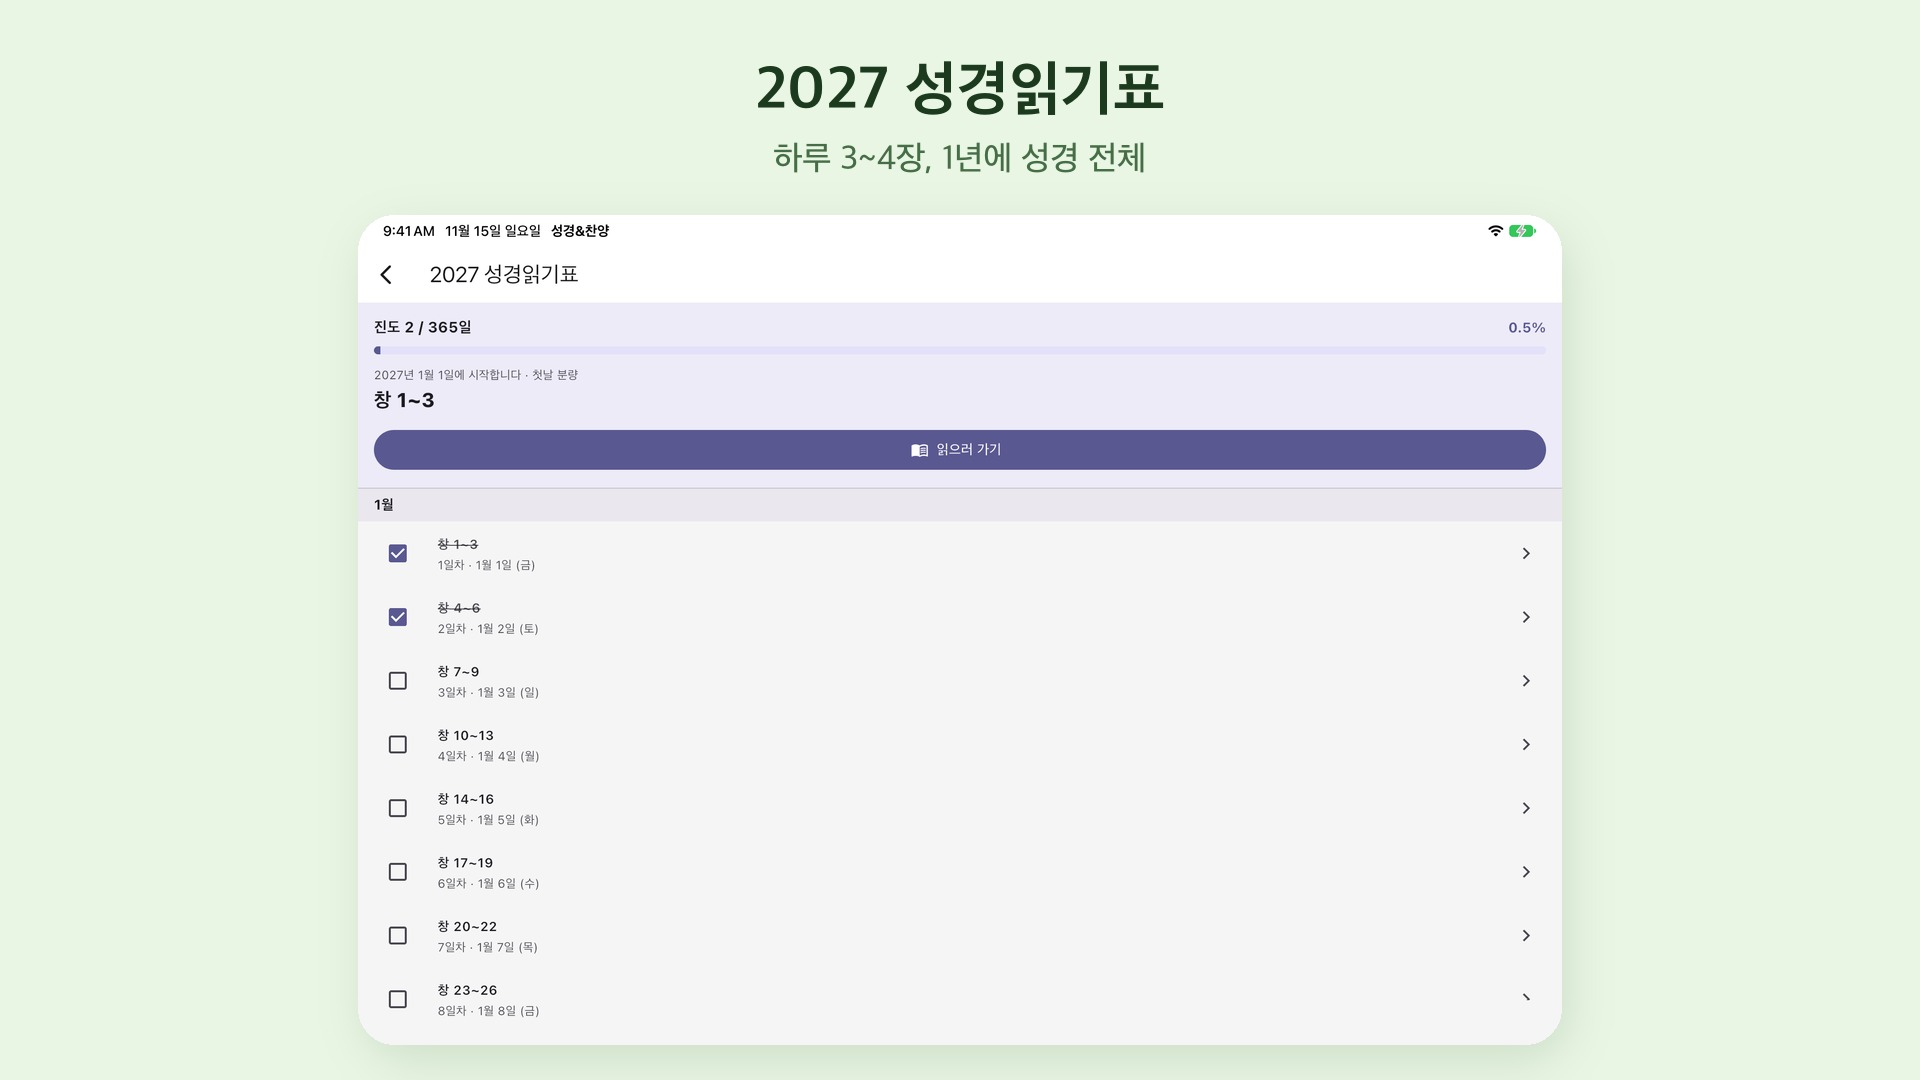 2027 성경읽기표
하루 3~4장, 1년에 성경 전체
9:41 AM 11월 15일 일요일 성경&찬양
2027 성경읽기표
진도 2 / 365일 0.5%
2027년 1월 1일에 시작합니다 · 첫날 분량
창 1~3
읽으러 가기
1월
창 1~3
1일차 · 1월 1일 (금)
창 4~6
2일차 · 1월 2일 (토)
창 7~9
3일차 · 1월 3일 (일)
창 10~13
4일차 · 1월 4일 (월)
창 14~16
5일차 · 1월 5일 (화)
창 17~19
6일차 · 1월 6일 (수)
창 20~22
7일차 · 1월 7일 (목)
창 23~26
8일차 · 1월 8일 (금)